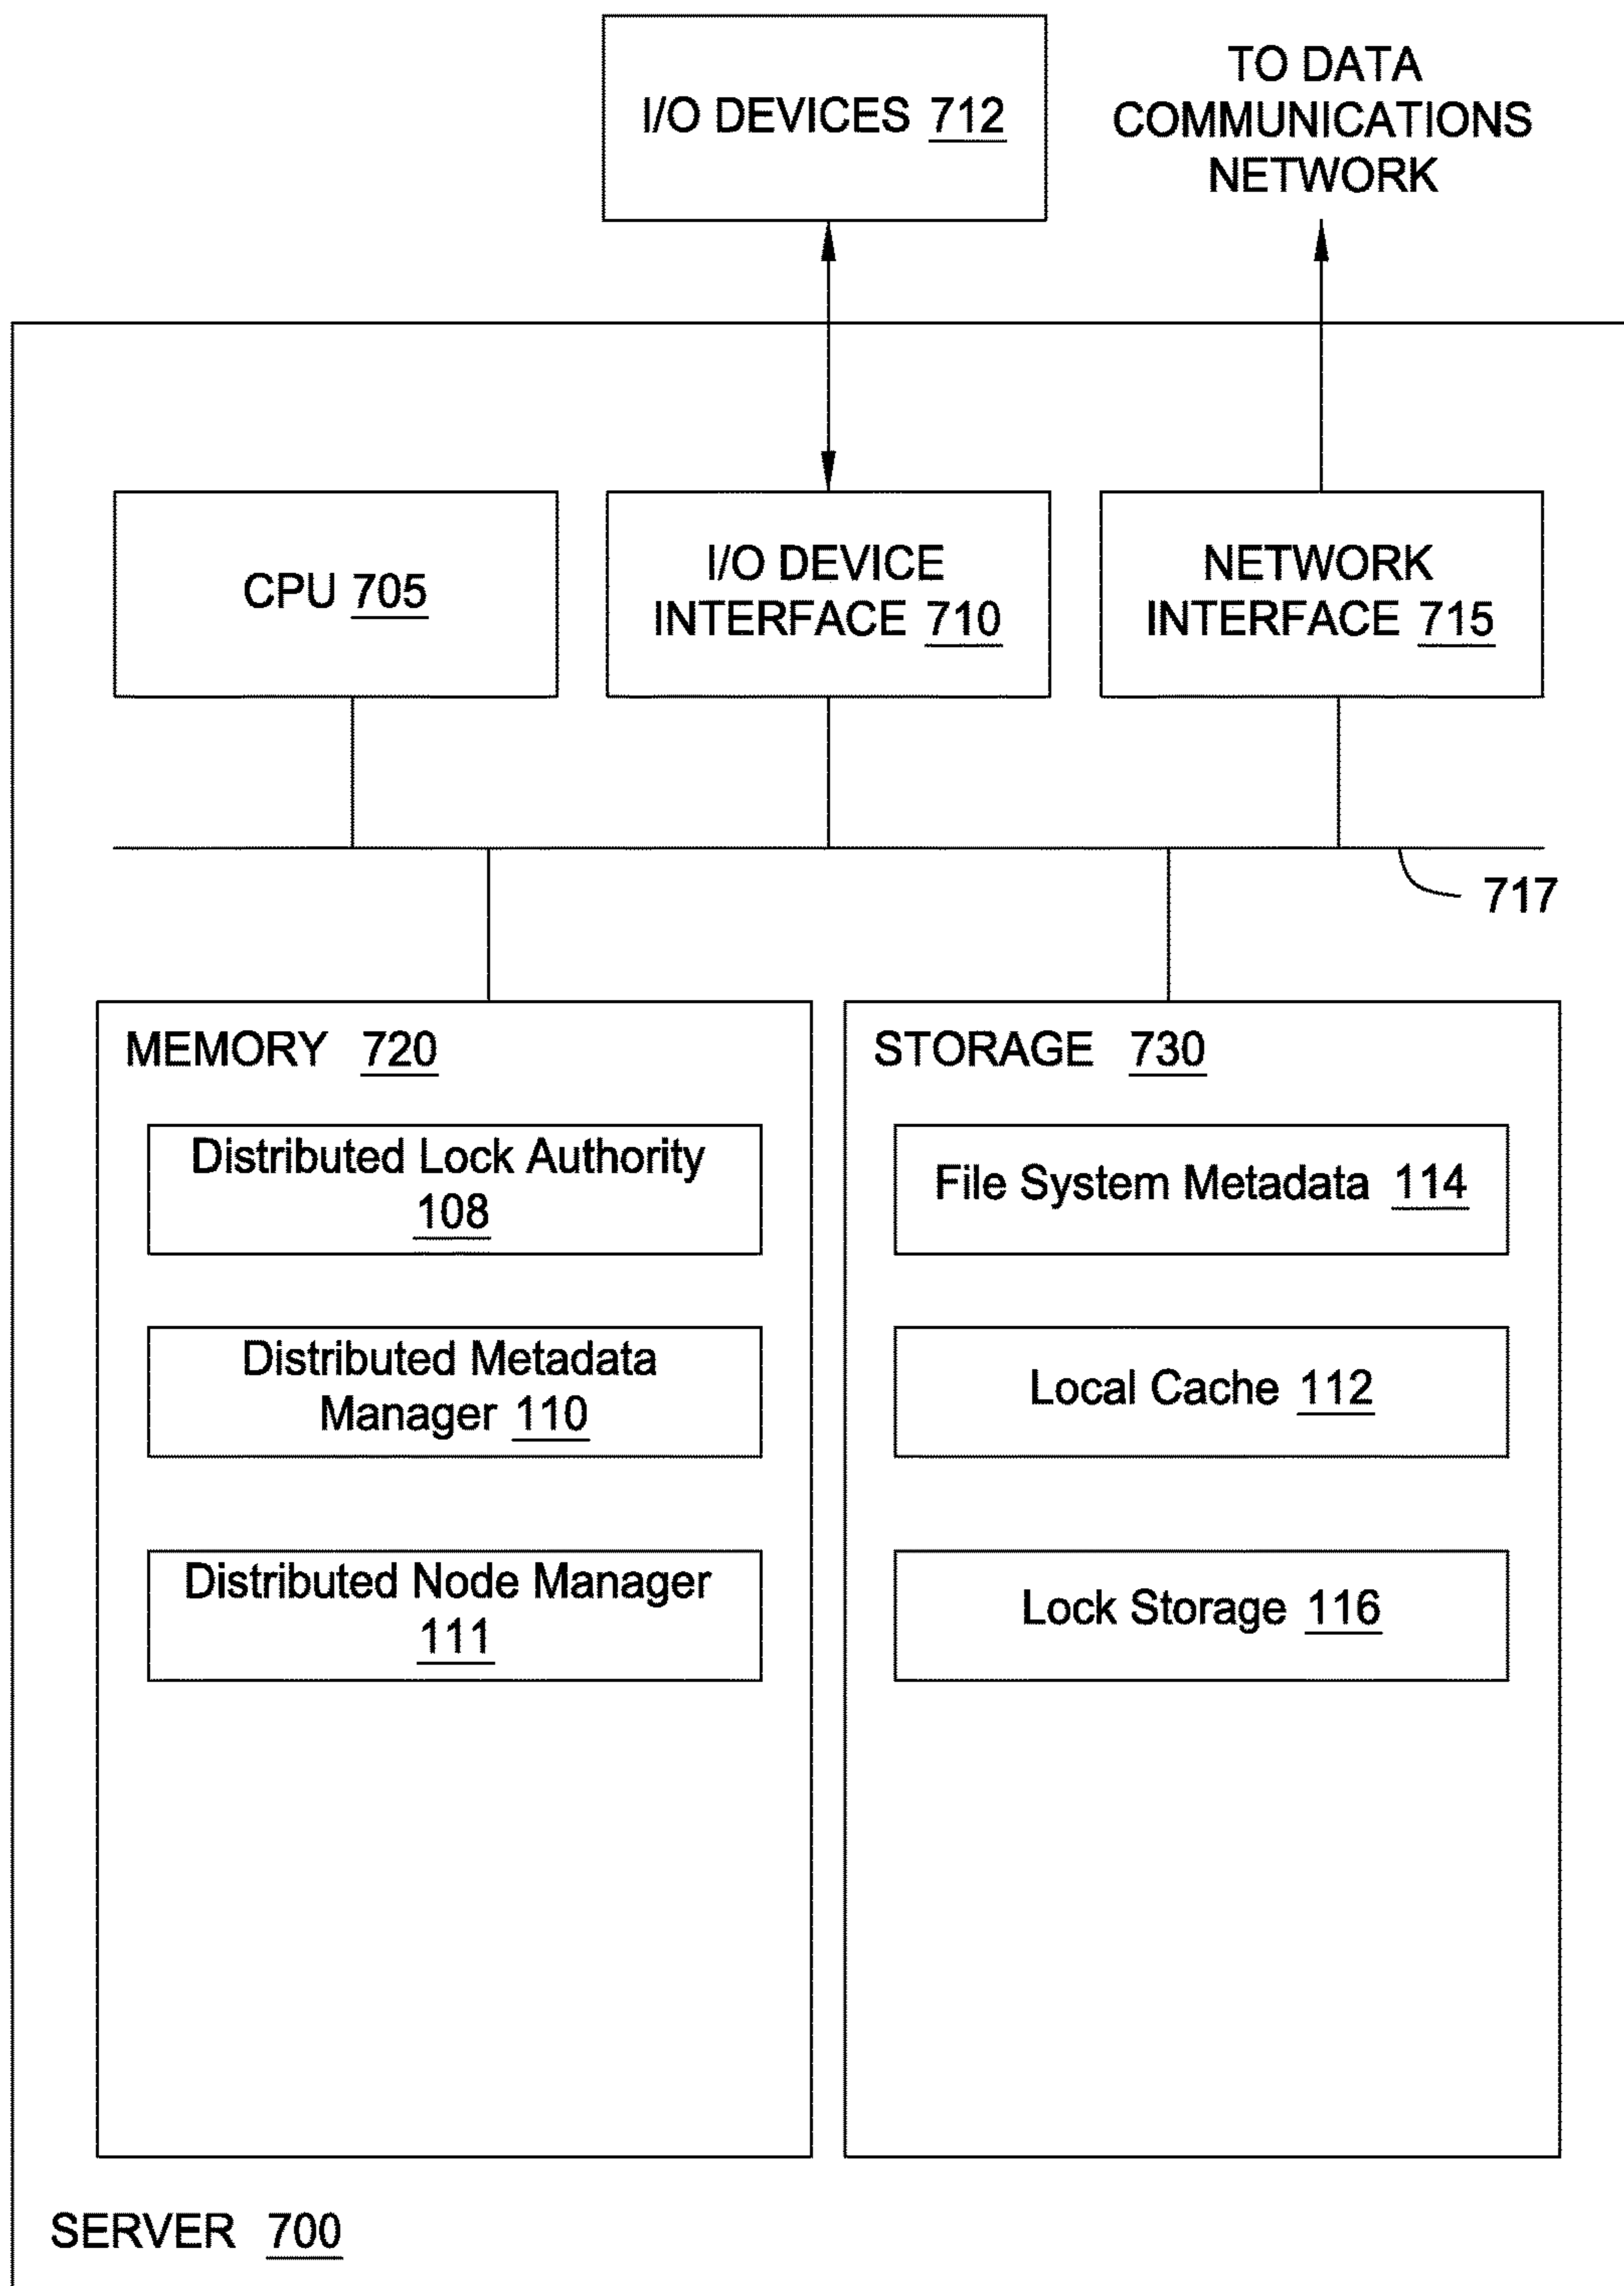 I/O DEVICES 712
TO DATA
COMMUNICATIONS
NETWORK
CPU 705
I/O DEVICE
INTERFACE 710
NETWORK
INTERFACE 715
717
MEMORY 720
Distributed Lock Authority
108
Distributed Metadata
Manager 110
Distributed Node Manager
111
STORAGE 730
File System Metadata 114
Local Cache 112
Lock Storage 116
SERVER 700